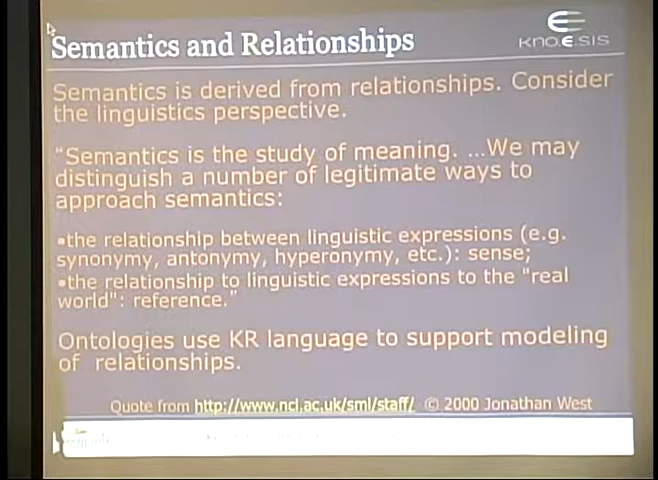 Semantics and Relationships
KNO.E.SIS
Semantics is derived from relationships. Consider
the linguistics perspective.
"Semantics is the study of meaning. ...We may
distinguish a number of legitimate ways to
approach semantics:
•the relationship between linguistic expressions (e.g.
synonymy, antonymy, hyperonymy, etc.): sense;
•the relationship to linguistic expressions to the "real
world": reference."
Ontologies use KR language to support modeling
of relationships.
Quote from http://www.ncl.ac.uk/sml/staff/ © 2000 Jonathan West